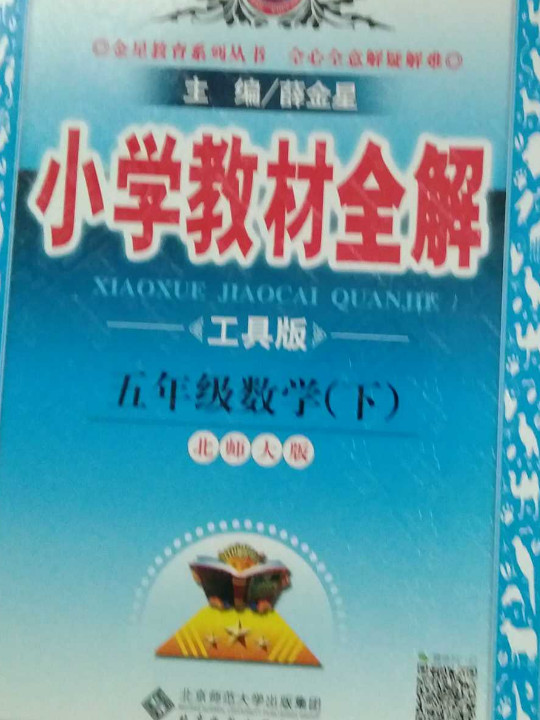 ◎金星教育系列丛书 全心全意解疑解难◎
主 编/薛金星
小学教材全解
XIAOXUE JIAOCAI QUANJIE
《工具版》
五年级数学(下)
北师大版
北京师范大学出版集团